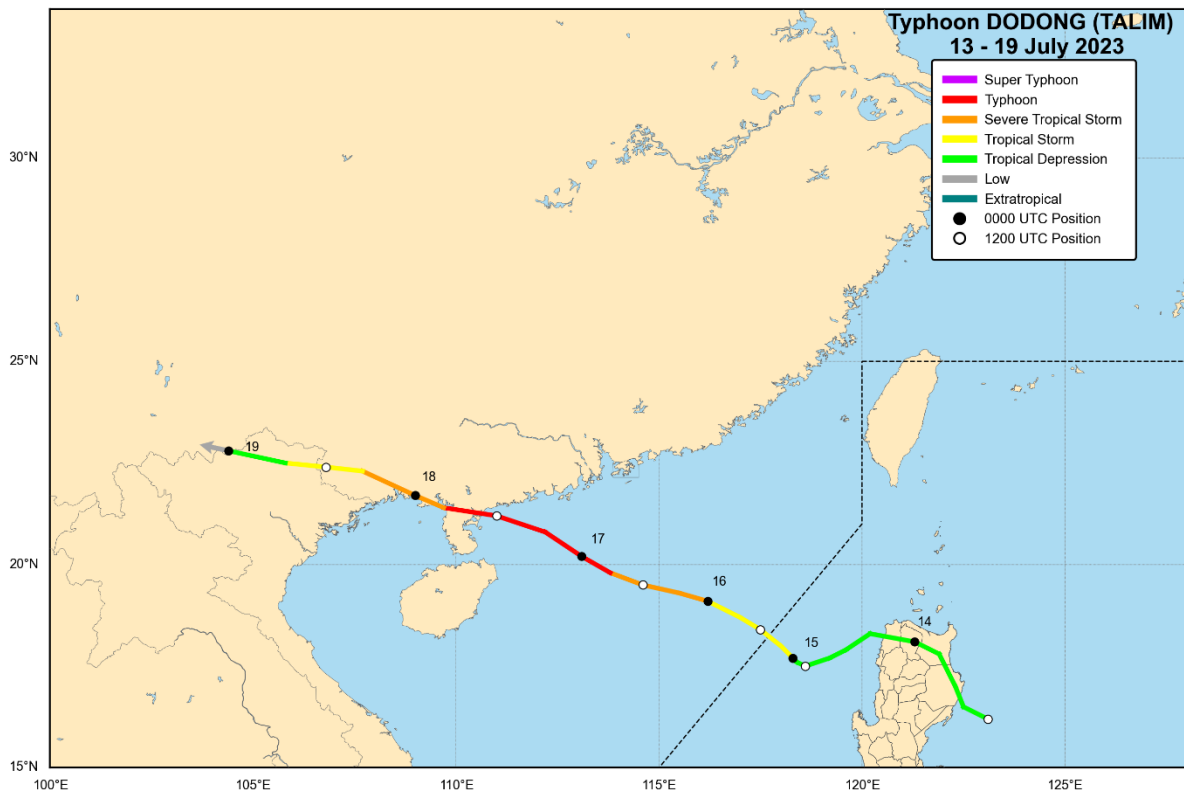 Typhoon DODONG (TALIM)
13 - 19 July 2023
Super Typhoon
Typhoon
Severe Tropical Storm
Tropical Storm
Tropical Depression
Low
Extratropical
0000 UTC Position
1200 UTC Position
30°N
25°N
20°N
15°N
19
18
17
16
15
14
100°E
105°E
110°E
115°E
120°E
125°E